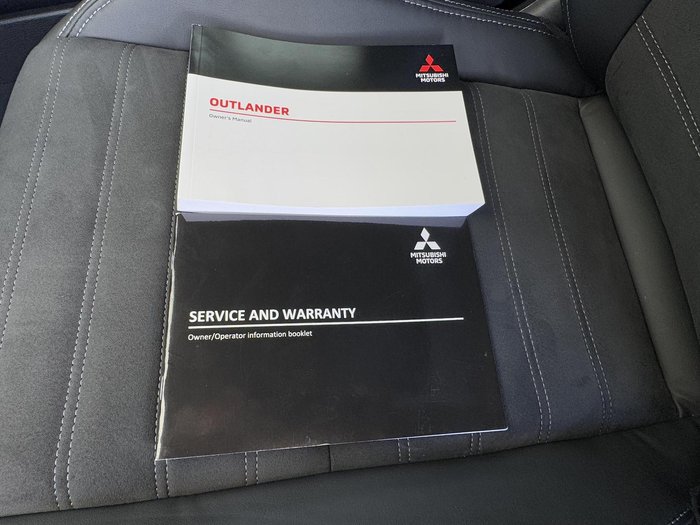 MITSUBISHI
MOTORS
OUTLANDER
Owner's Manual
MITSUBISHI
MOTORS
SERVICE AND WARRANTY
Owner/Operator information booklet